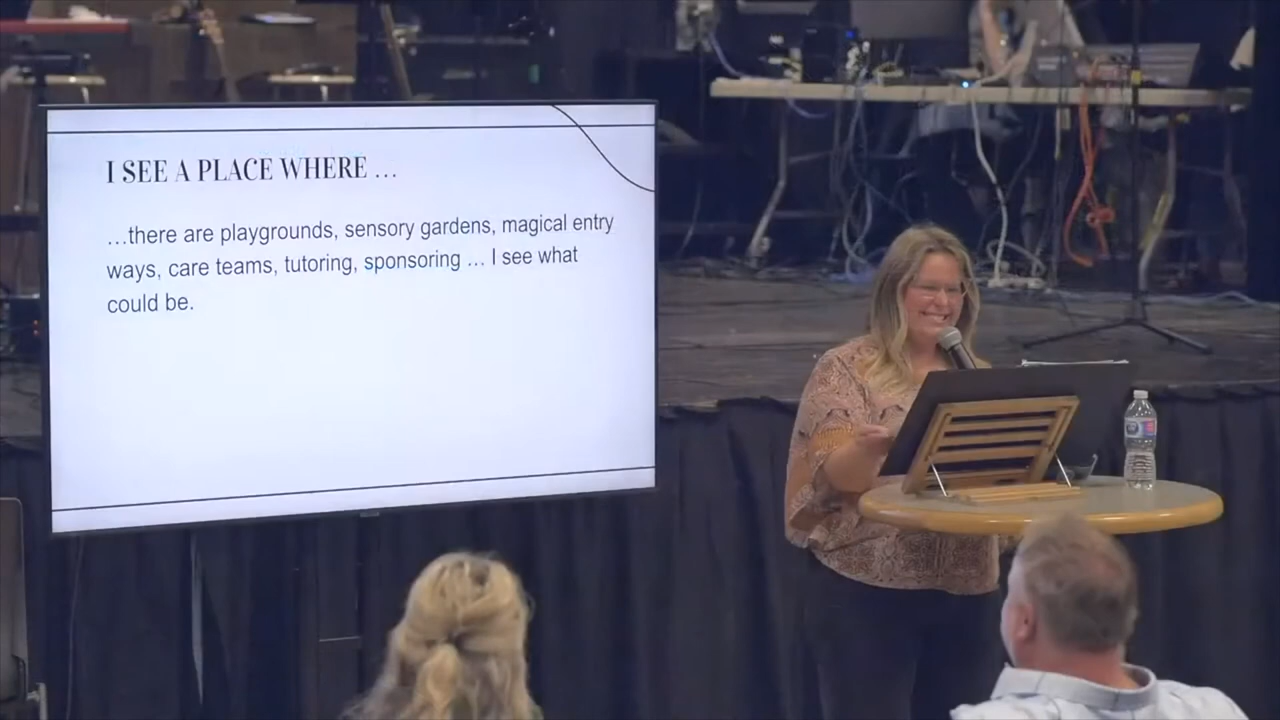 I SEE A PLACE WHERE …
…there are playgrounds, sensory gardens, magical entry
ways, care teams, tutoring, sponsoring … I see what
could be.